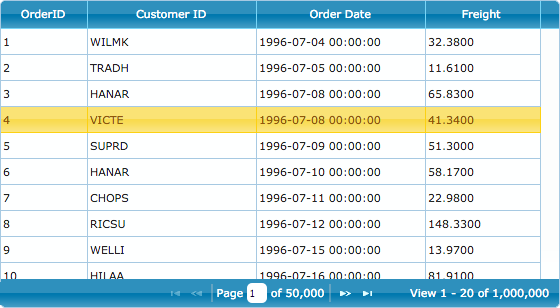 OrderID Customer ID Order Date Freight
1 WILMK 1996-07-04 00:00:00 32.3800
2 TRADH 1996-07-05 00:00:00 11.6100
3 HANAR 1996-07-08 00:00:00 65.8300
4 VICTE 1996-07-08 00:00:00 41.3400
5 SUPRD 1996-07-09 00:00:00 51.3000
6 HANAR 1996-07-10 00:00:00 58.1700
7 CHOPS 1996-07-11 00:00:00 22.9800
8 RICSU 1996-07-12 00:00:00 148.3300
9 WELLI 1996-07-15 00:00:00 13.9700
10 HILAA 1996-07-16 00:00:00 81.9100
Page 1 of 50,000 View 1 - 20 of 1,000,000